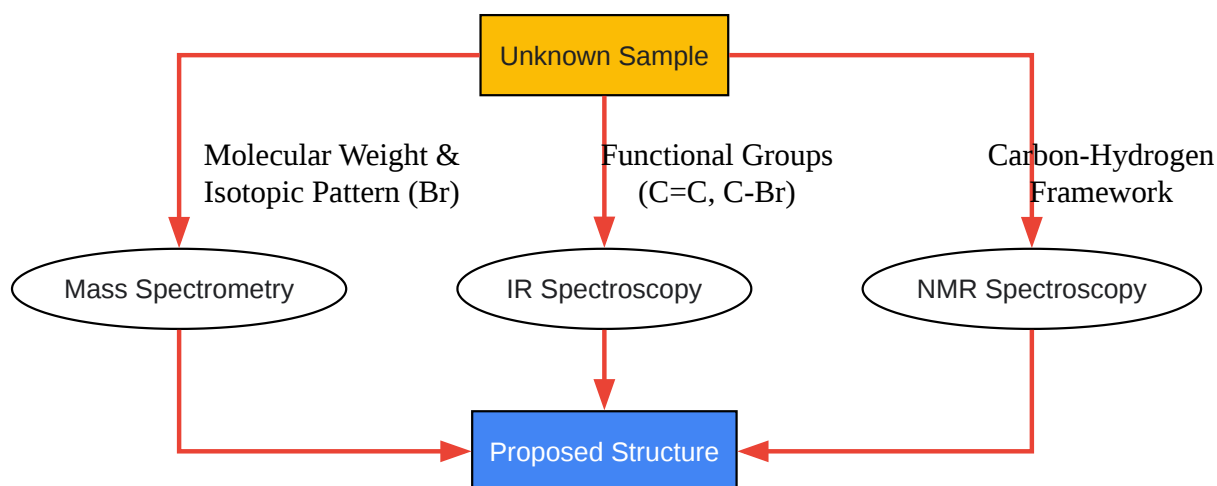 Unknown Sample
Molecular Weight &
Isotopic Pattern (Br)
Functional Groups
(C=C, C-Br)
Carbon-Hydrogen
Framework
Mass Spectrometry
IR Spectroscopy
NMR Spectroscopy
Proposed Structure